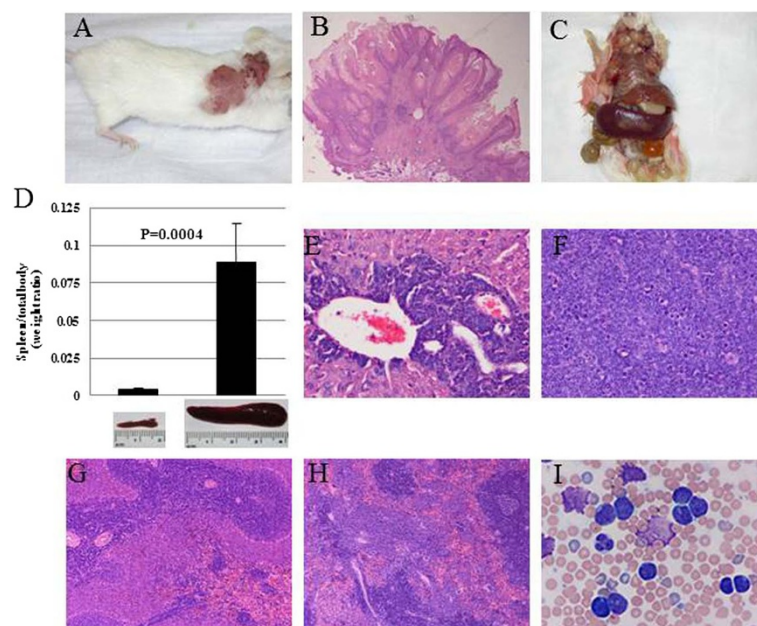 A
B
C
D
0.125
0.1
0.075
0.05
0.025
0
P=0.0004
Spleen/totalbody
(weight ratio)
E
F
G
H
I